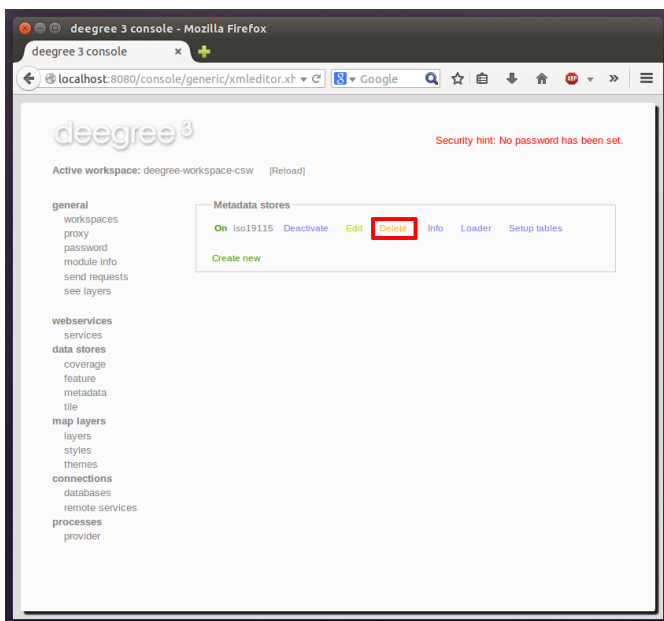 deegree 3 console - Mozilla Firefox
deegree 3 console
localhost:8080/console/generic/xmleditor.xh
Google
ABP
deegree 3
Security hint: No password has been set.
Active workspace: deegree-workspace-csw [Reload]
general
workspaces
proxy
password
module info
send requests
see layers
webservices
services
data stores
coverage
feature
metadata
tile
map layers
layers
styles
themes
connections
databases
remote services
processes
provider
Metadata stores
On iso19115 Deactivate Edit Delete Info Loader Setup tables
Create new